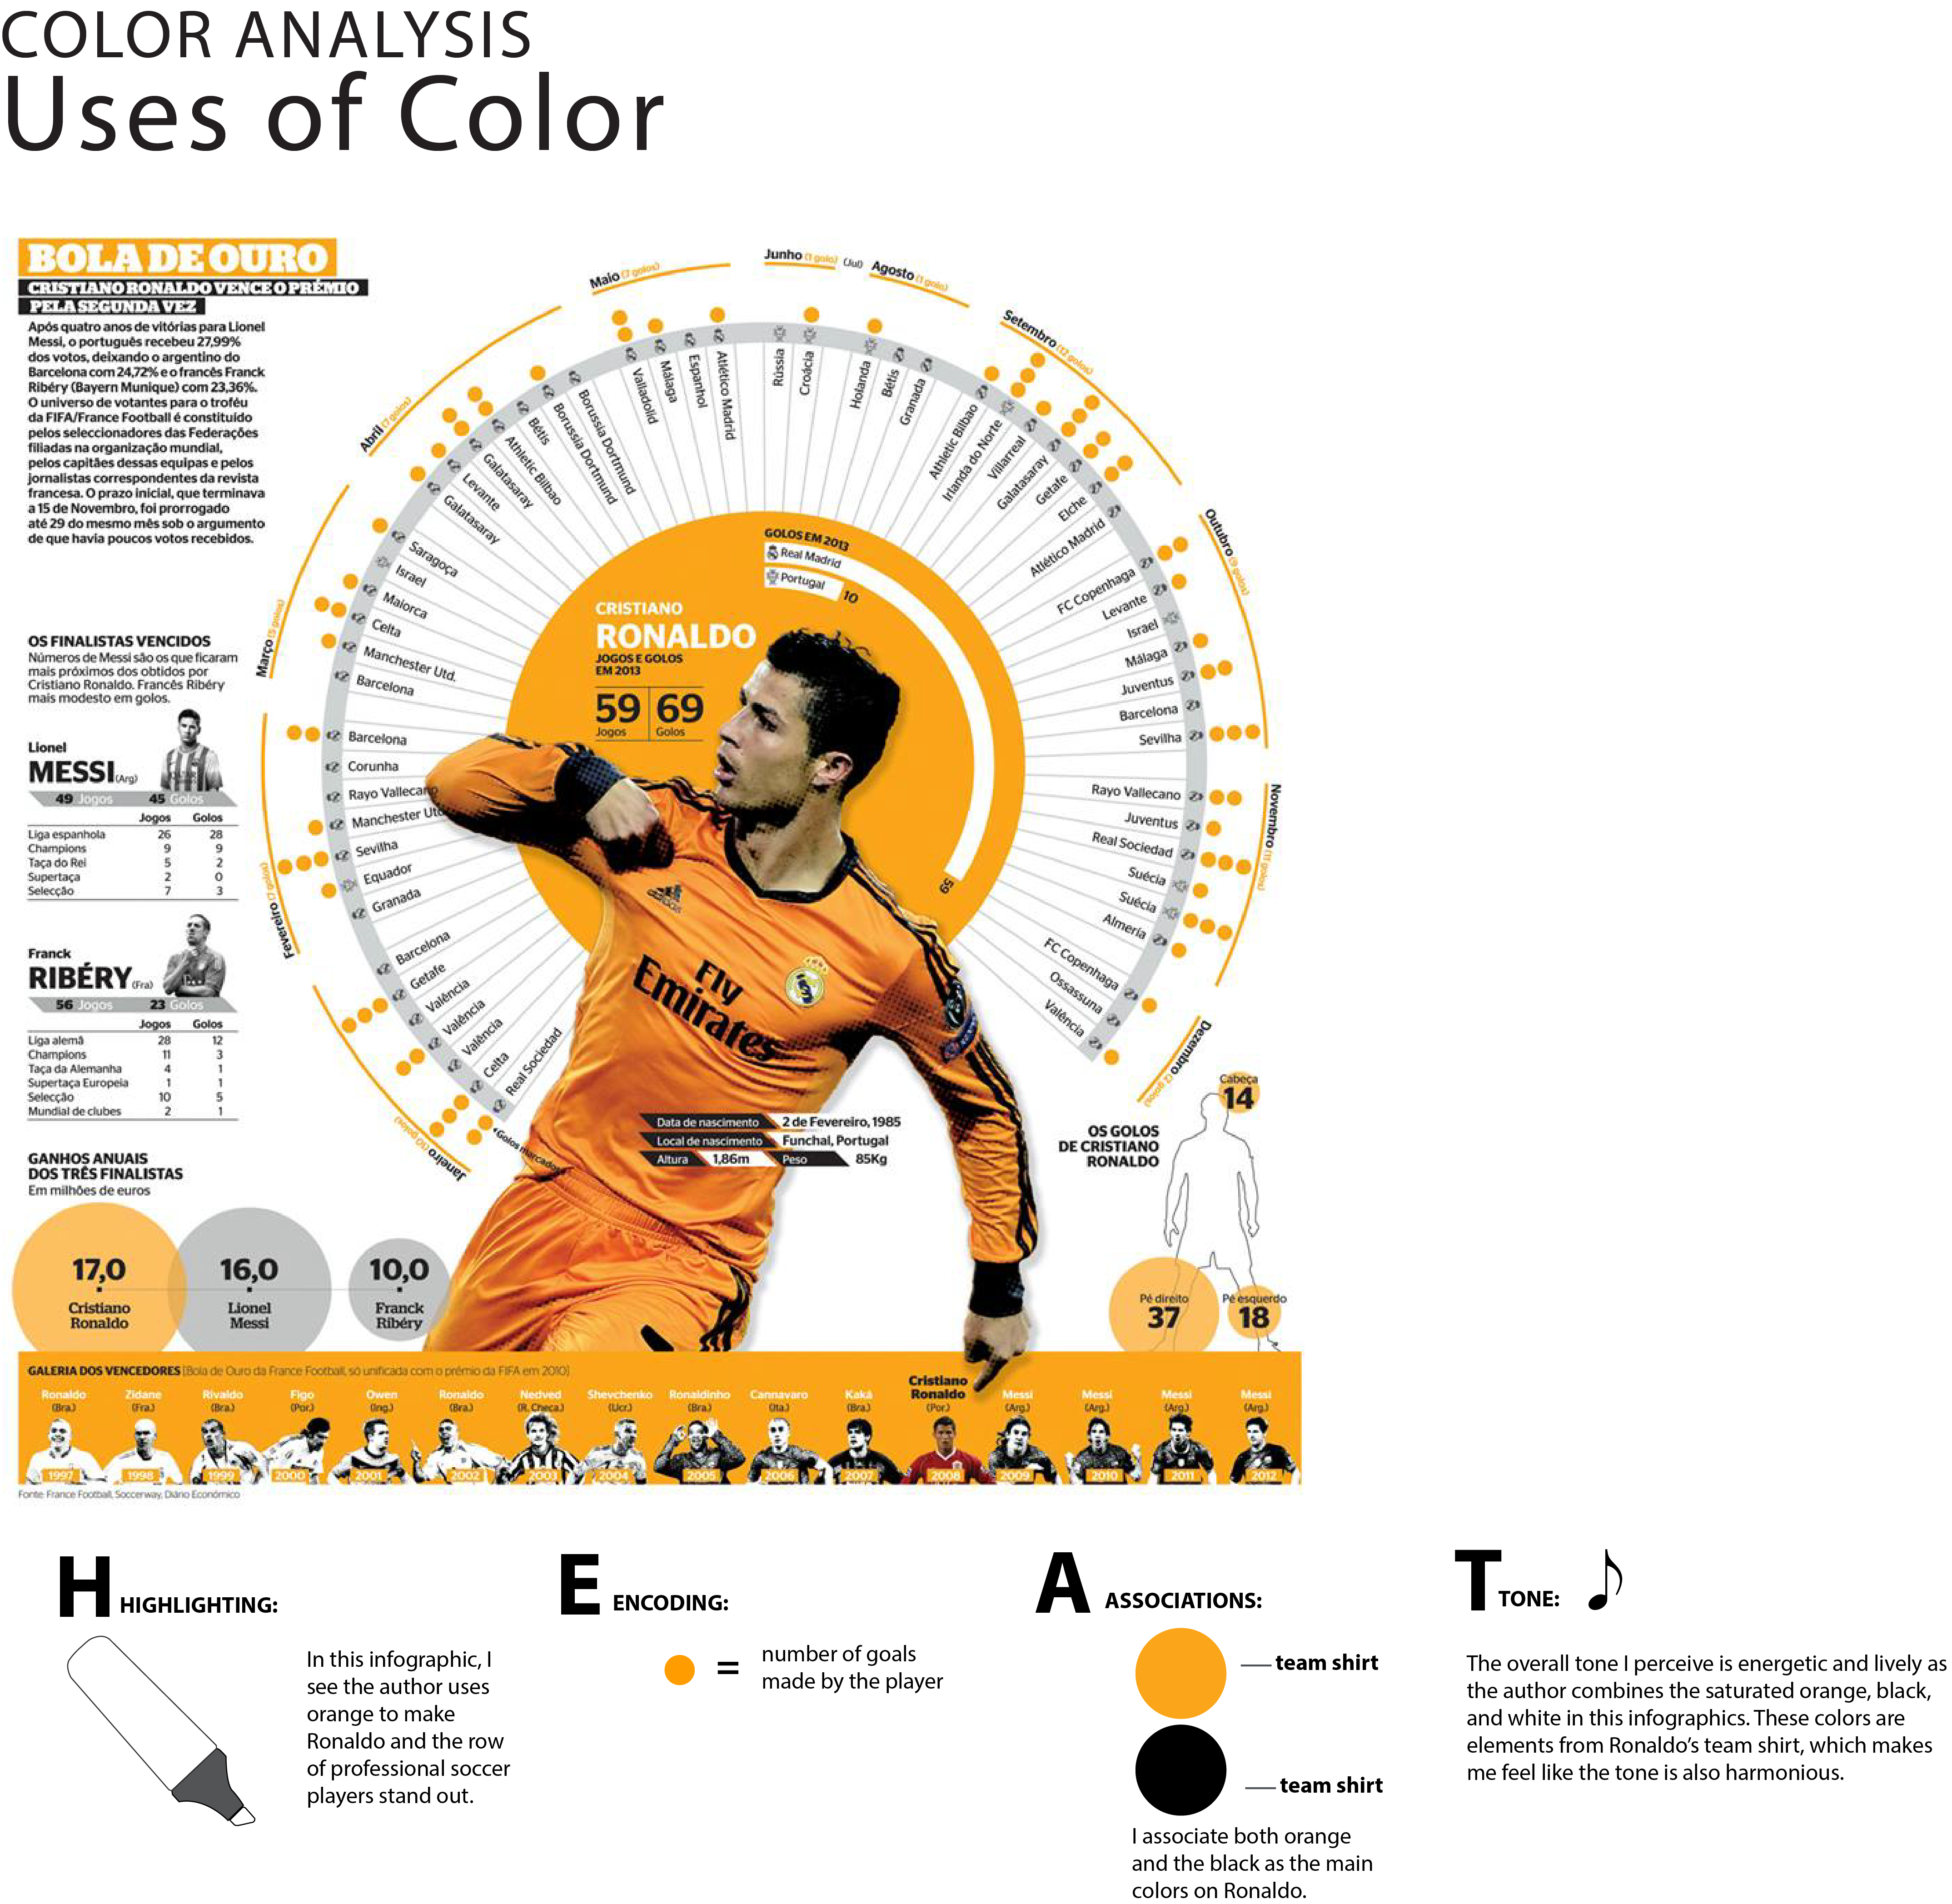 COLOR ANALYSIS
Uses of Color
BOLA DE OURO
CRISTIANO RONALDO VENCE O PRÉMIO
PELA SEGUNDA VEZ
Após quatro anos de vitórias para Lionel
Messi, o português recebeu 27,99%
dos votos, deixando o argentino do
Barcelona com 24,72% e o francês Franck
Ribéry (Bayern Munique) com 23,36%.
O universo de votantes para o troféu
da FIFA/France Football é constituído
pelos seleccionadores das Federações
filiadas na organização mundial,
pelos capitães dessas equipas e pelos
jornalistas correspondentes da revista
francesa. O prazo inicial, que terminava
a 15 de Novembro, foi prorrogado
até 29 do mesmo mês sob o argumento
de que havia poucos votos recebidos.
OS FINALISTAS VENCIDOS
Números de Messi são os que ficaram
mais próximos dos obtidos por
Cristiano Ronaldo. Francês Ribéry
mais modesto em golos.
Lionel
MESSI (Arg)
49 Jogos 45 Golos
Jogos Golos
Liga espanhola 26 28
Champions 9 9
Taça do Rei 5 2
Supertaça 2 0
Selecção 7 3
Franck
RIBÉRY (Fra)
56 Jogos 23 Golos
Jogos Golos
Liga alemã 28 12
Champions 11 3
Taça da Alemanha 4 1
Supertaça Europeia 1 1
Selecção 10 5
Mundial de clubes 2 1
GANHOS ANUAIS
DOS TRÊS FINALISTAS
Em milhões de euros
17,0
Cristiano
Ronaldo
16,0
Lionel
Messi
10,0
Franck
Ribéry
Janeiro (10 golos)
Golos marcados
Real Sociedad
Celta
Valência
Valência
Valência
Getafe
Barcelona
Fevereiro (7 golos)
Granada
Equador
Sevilha
Manchester Utd
Rayo Vallecano
Corunha
Barcelona
Março (5 golos)
Barcelona
Manchester Utd.
Celta
Maiorca
Israel
Saragoça
Abril (7 golos)
Galatasaray
Levante
Galatasaray
Athletic Bilbao
Bétis
Borussia Dortmund
Borussia Dortmund
Maio (7 golos)
Valladolid
Málaga
Espanhol
Atlético Madrid
Junho (1 golo)
Rússia
Croácia
(Jul)
Agosto (1 golo)
Holanda
Bétis
Granada
Setembro (12 golos)
Athletic Bilbao
Irlanda do Norte
Villarreal
Galatasaray
Getafe
Elche
Atlético Madrid
Outubro (9 golos)
FC Copenhaga
Levante
Israel
Málaga
Juventus
Barcelona
Sevilha
Novembro (11 golos)
Rayo Vallecano
Juventus
Real Sociedad
Suécia
Suécia
Almería
Dezembro (2 golos)
FC Copenhaga
Ossassuna
Valência
GOLOS EM 2013
Real Madrid
59
Portugal
10
CRISTIANO
RONALDO
JOGOS E GOLOS
EM 2013
59 69
Jogos Golos
adidas
Fly
Emirates
Data de nascimento 2 de Fevereiro, 1985
Local de nascimento Funchal, Portugal
Altura 1,86m Peso 85Kg
OS GOLOS
DE CRISTIANO
RONALDO
Cabeça
14
Pé direito
37
Pé esquerdo
18
GALERIA DOS VENCEDORES [Bola de Ouro da France Football, só unificada com o prémio da FIFA em 2010]
Ronaldo Zidane Rivaldo Figo Owen Ronaldo Nedved Shevchenko Ronaldinho Cannavaro Kaká Cristiano Ronaldo Messi Messi Messi Messi
(Bra.) (Fra.) (Bra.) (Por.) (Ing.) (Bra.) (R. Checa.) (Ucr.) (Bra.) (Ita.) (Bra.) (Por.) (Arg.) (Arg.) (Arg.) (Arg.)
1997 1998 1999 2000 2001 2002 2003 2004 2005 2006 2007 2008 2009 2010 2011 2012
Fonte: France Football, Soccerway, Diário Económico
H HIGHLIGHTING:
In this infographic, I
see the author uses
orange to make
Ronaldo and the row
of professional soccer
players stand out.
E ENCODING:
=
number of goals
made by the player
A ASSOCIATIONS:
team shirt
team shirt
I associate both orange
and the black as the main
colors on Ronaldo.
T TONE:
The overall tone I perceive is energetic and lively as
the author combines the saturated orange, black,
and white in this infographics. These colors are
elements from Ronaldo's team shirt, which makes
me feel like the tone is also harmonious.